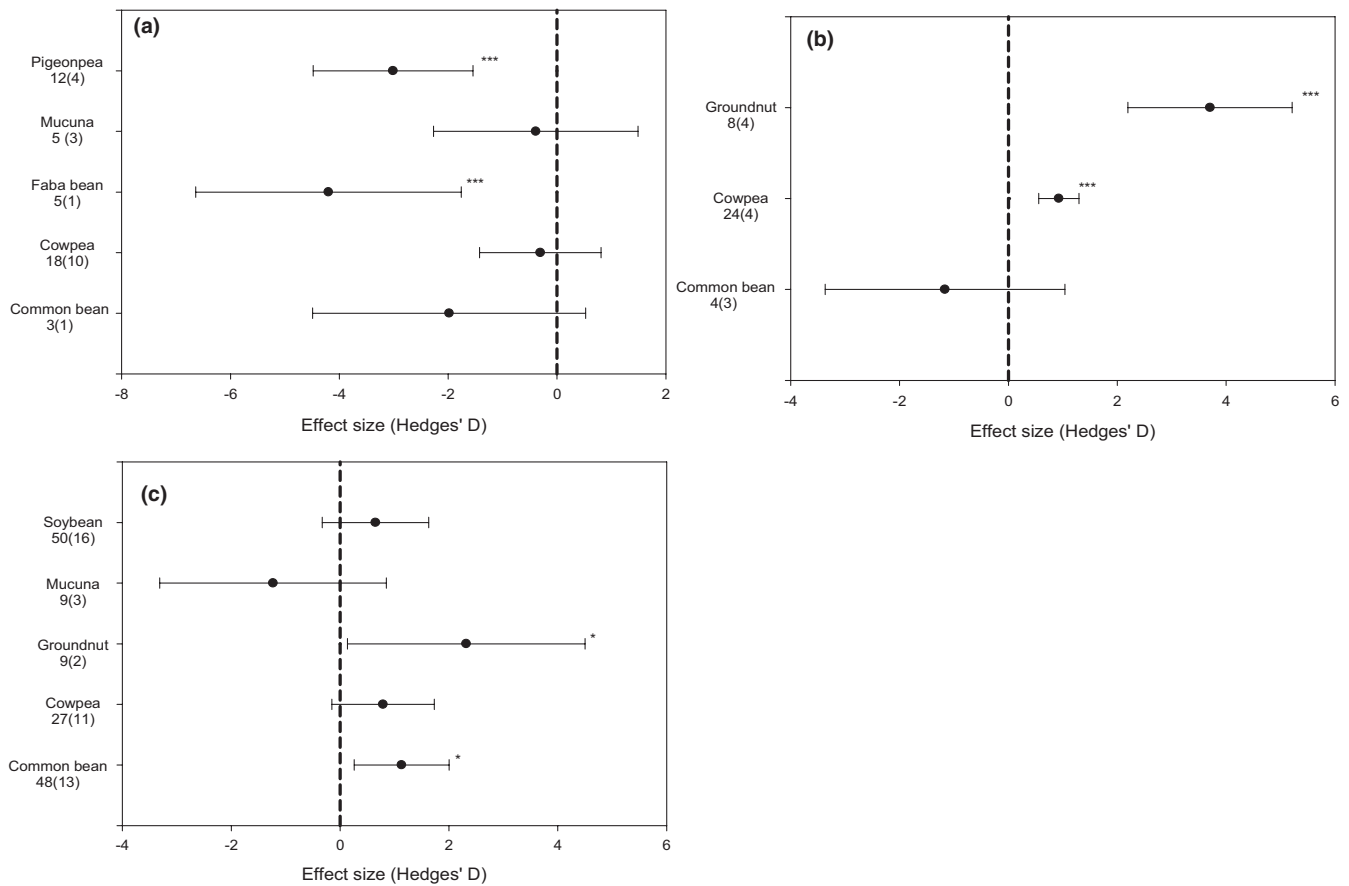 (a)
Pigeonpea
12(4)
***
Mucuna
5 (3)
Faba bean
5(1)
***
Cowpea
18(10)
Common bean
3(1)
-8 -6 -4 -2 0 2
Effect size (Hedges' D)
(b)
Groundnut
8(4)
***
Cowpea
24(4)
***
Common bean
4(3)
-4 -2 0 2 4 6
Effect size (Hedges' D)
(c)
Soybean
50(16)
Mucuna
9(3)
Groundnut
9(2)
*
Cowpea
27(11)
Common bean
48(13)
*
-4 -2 0 2 4 6
Effect size (Hedges' D)